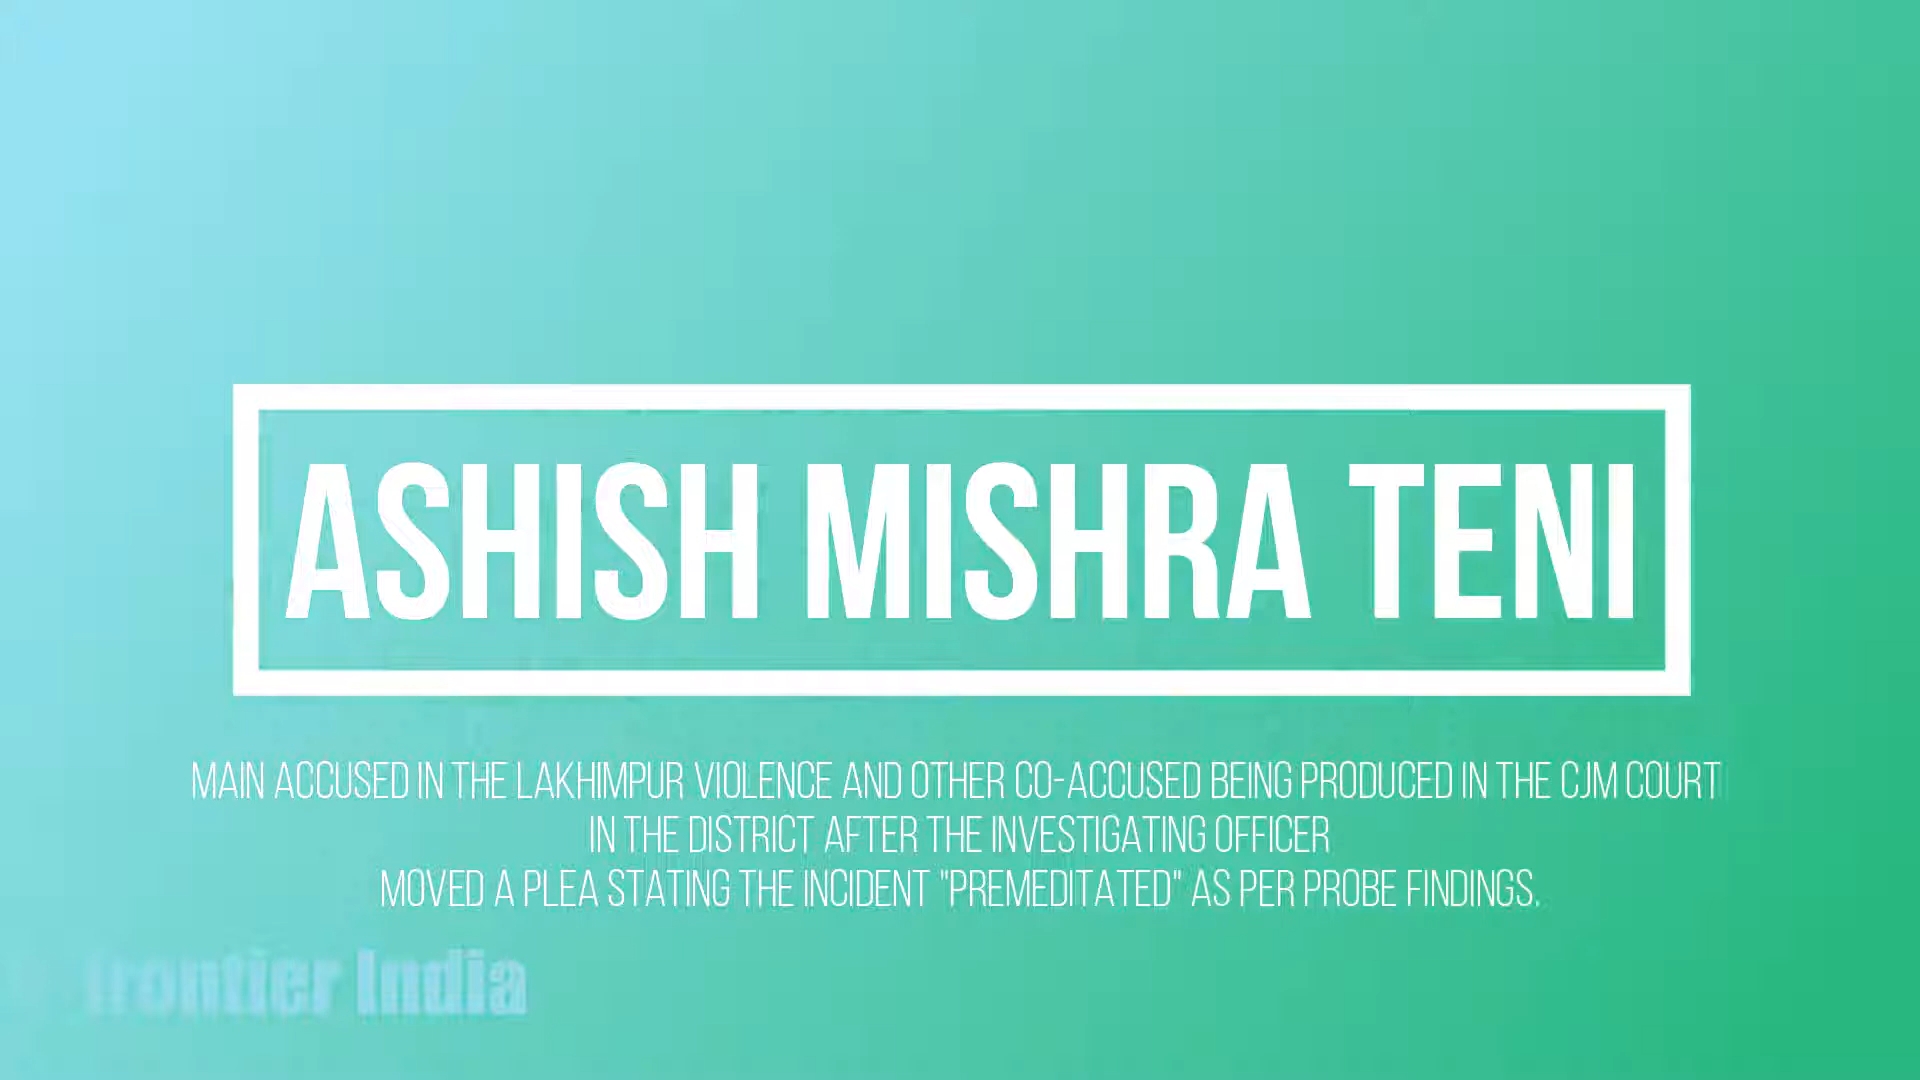 ASHISH MISHRA TENI
MAIN ACCUSED IN THE LAKHIMPUR VIOLENCE AND OTHER CO-ACCUSED BEING PRODUCED IN THE CJM COURT
IN THE DISTRICT AFTER THE INVESTIGATING OFFICER
MOVED A PLEA STATING THE INCIDENT "PREMEDITATED" AS PER PROBE FINDINGS.
frontier India